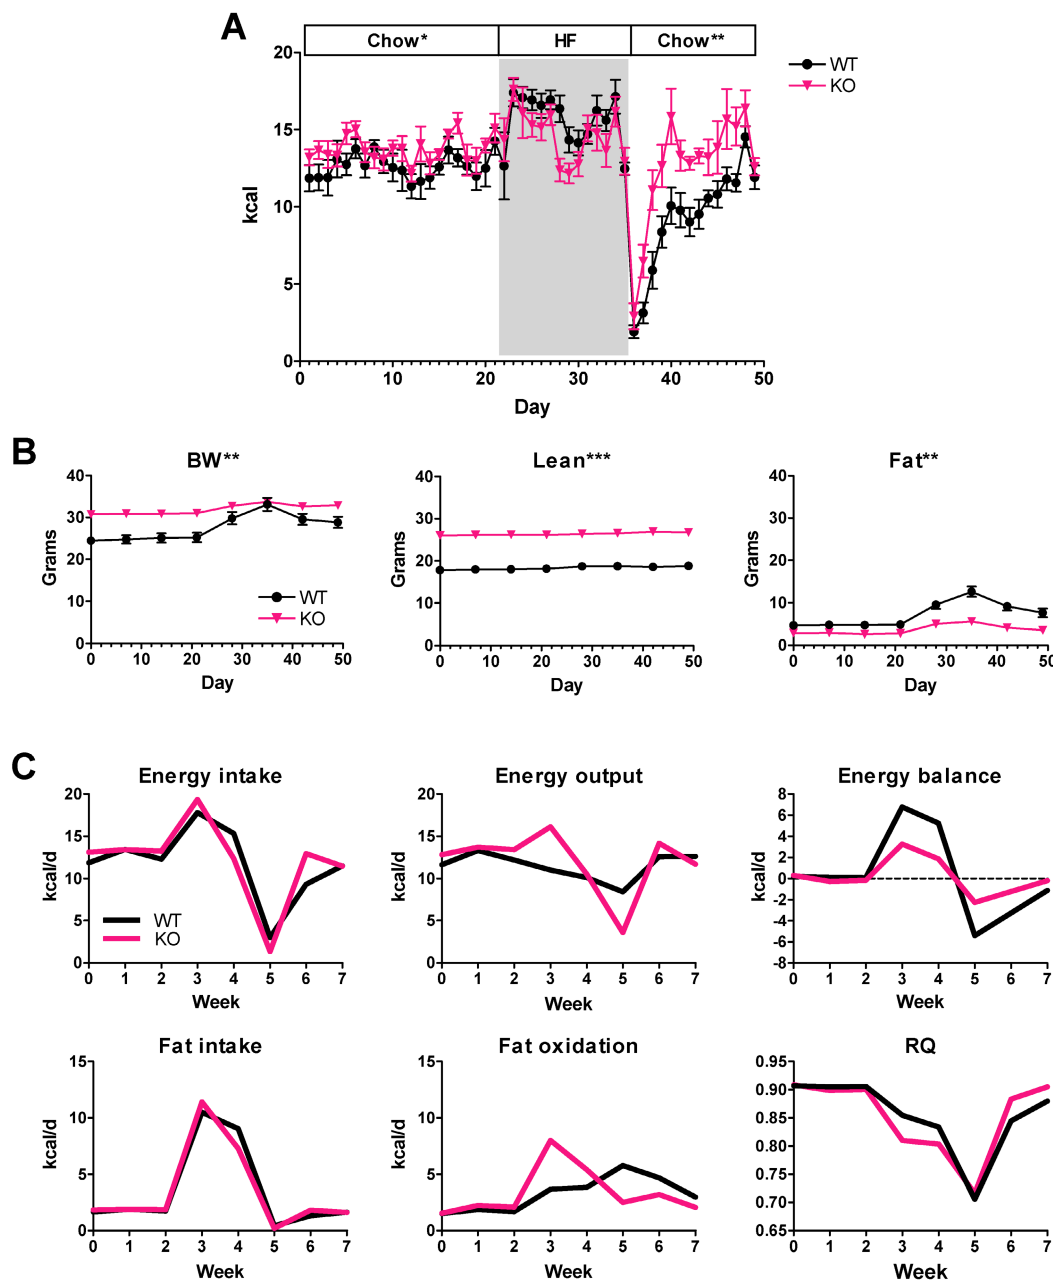 A
Chow* HF Chow**
WT
KO
20
15
10
5
0
kcal
0 10 20 30 40 50
Day
B
BW**
40
30
20
10
0
Grams
WT
KO
0 10 20 30 40 50
Day
Lean***
40
30
20
10
0
Grams
0 10 20 30 40 50
Day
Fat**
40
30
20
10
0
Grams
0 10 20 30 40 50
Day
C
Energy intake
20
15
10
5
0
kcal/d
WT
KO
0 1 2 3 4 5 6 7
Week
Energy output
20
15
10
5
0
kcal/d
0 1 2 3 4 5 6 7
Week
Energy balance
8
6
4
2
0
-2
-4
-6
-8
kcal/d
0 1 2 3 4 5 6 7
Week
Fat intake
15
10
5
0
kcal/d
0 1 2 3 4 5 6 7
Week
Fat oxidation
15
10
5
0
kcal/d
0 1 2 3 4 5 6 7
Week
RQ
0.95
0.90
0.85
0.80
0.75
0.70
0.65
0 1 2 3 4 5 6 7
Week